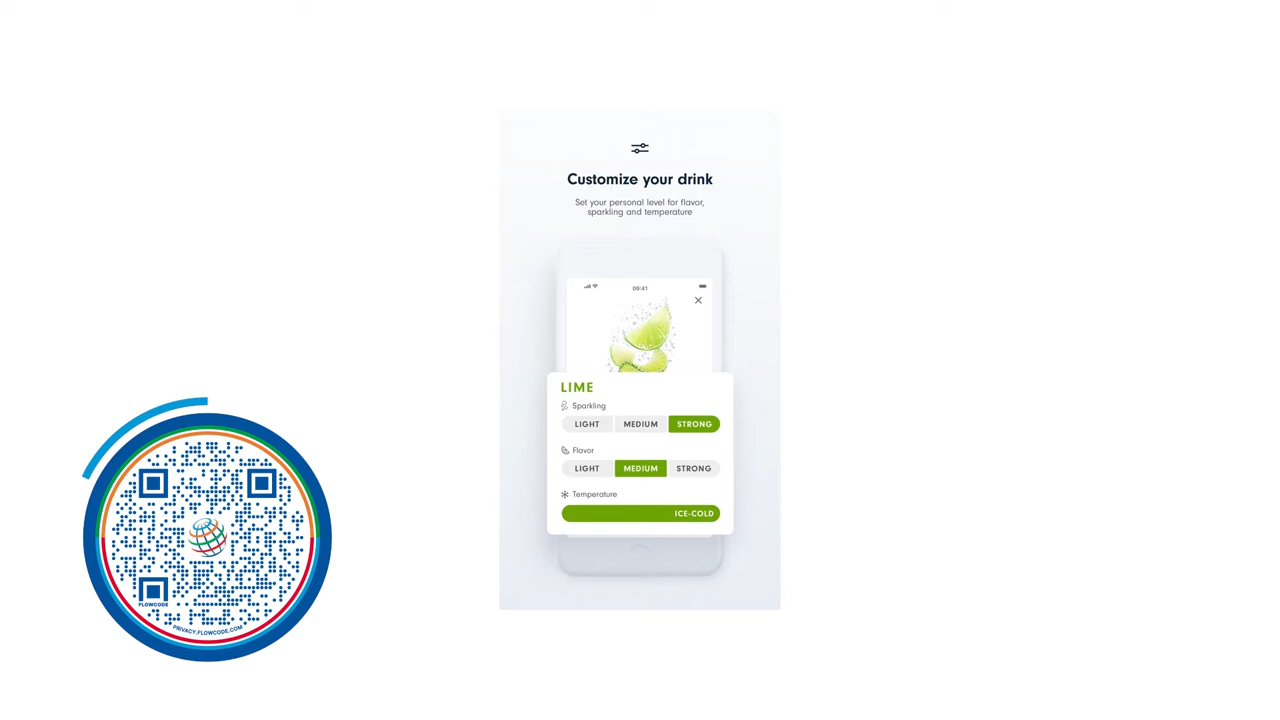 Customize your drink
Set your personal level for flavor,
sparkling and temperature
09:41
LIME
Sparkling
LIGHT MEDIUM STRONG
Flavor
LIGHT MEDIUM STRONG
Temperature
ICE-COLD
FLOWCODE
PRIVACY.FLOWCODE.COM